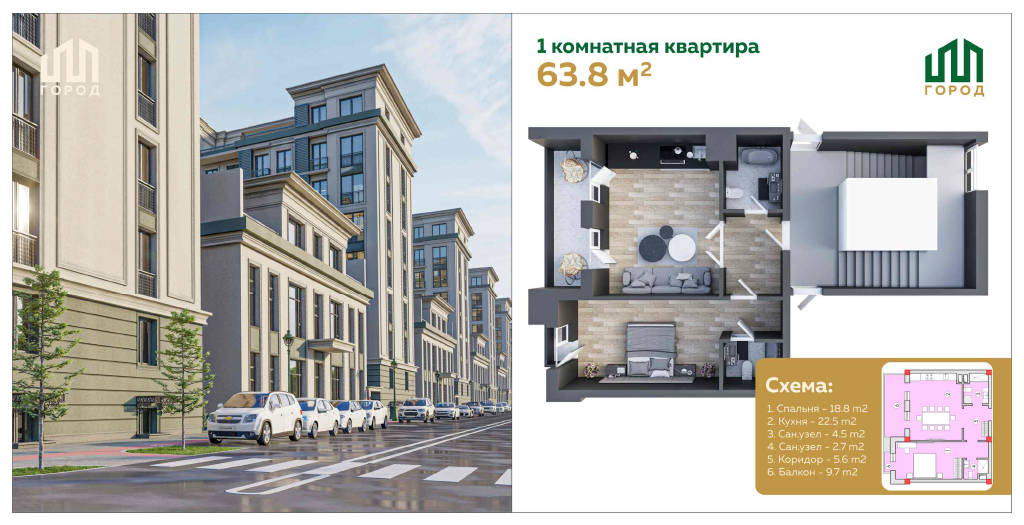 ГОРОД
1 комнатная квартира
63.8 м²
ГОРОД
Схема:
1. Спальня - 18.8 m2
2. Кухня - 22.5 m2
3. Сан.узел - 4.5 m2
4. Сан.узел - 2.7 m2
5. Коридор - 5.6 m2
6. Балкон - 9.7 m2